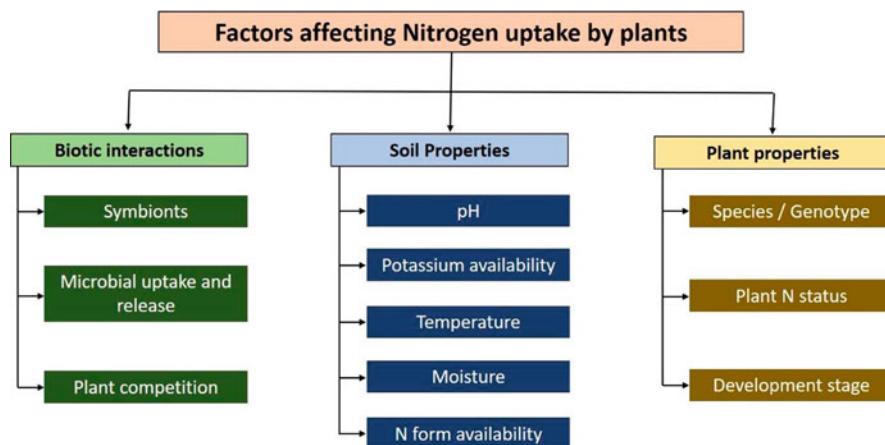 Factors affecting Nitrogen uptake by plants
Biotic interactions
Symbionts
Microbial uptake and
release
Plant competition
Soil Properties
pH
Potassium availability
Temperature
Moisture
N form availability
Plant properties
Species / Genotype
Plant N status
Development stage